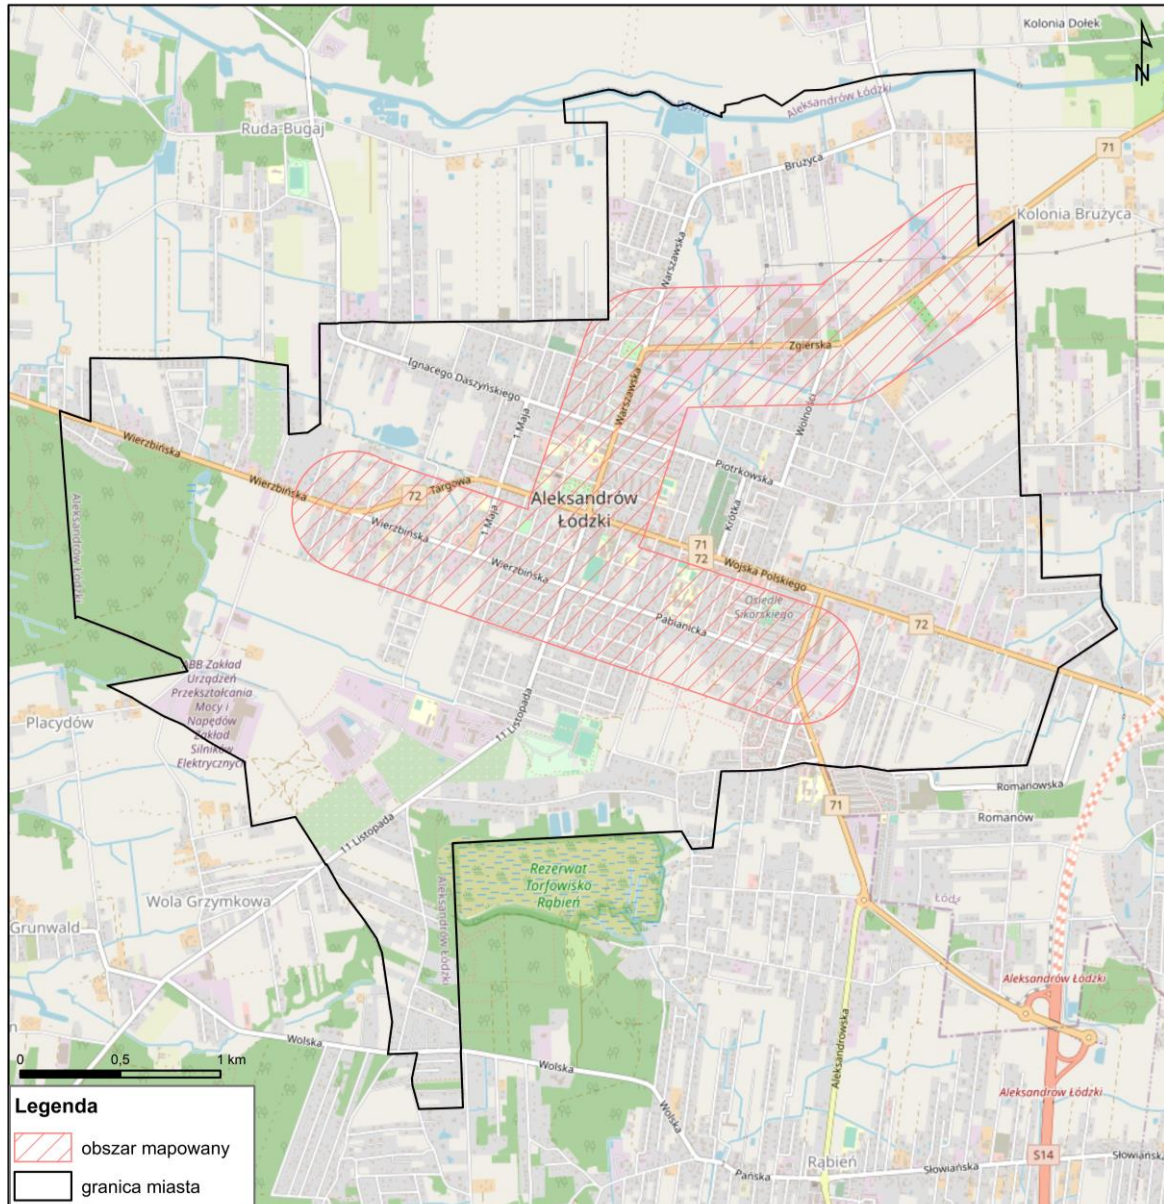 Kolonia Dołek
N
Aleksandrów Łódzki
Ruda-Bugaj
71
Brużyca
Kolonia Brużyca
Warszawska
Zgierska
Ignacego Daszyńskiego
Warszawska
1 Maja
Wolności
Wierzbińska
Piotrkowska
Wierzbińska
72
Targowa
Aleksandrów
Łódzki
1 Maja
Krótka
Aleksandrów Łódzki
Wierzbińska
71
72
Wojska Polskiego
Wierzbińska
Osiedle
Sikorskiego
Pabianicka
72
ABB Zakład
Urządzeń
Przekształcania
Mocy i
Napędów
Zakład
Silników
Elektrycznych
Placydów
11 Listopada
Romanowska
71
Romanów
11 Listopada
Rezerwat
Torfowisko
Rąbień
Wola Grzymkowa
Aleksandrów Łódzki
Łódź
Grunwald
Aleksandrów Łódzki
Wolska
Wolska
Aleksandrowska
0 0,5 1 km
Aleksandrów Łódzki
Wolska
Legenda
obszar mapowany
granica miasta
Rąbień
Pańska
Słowiańska
S14
Słowiańska